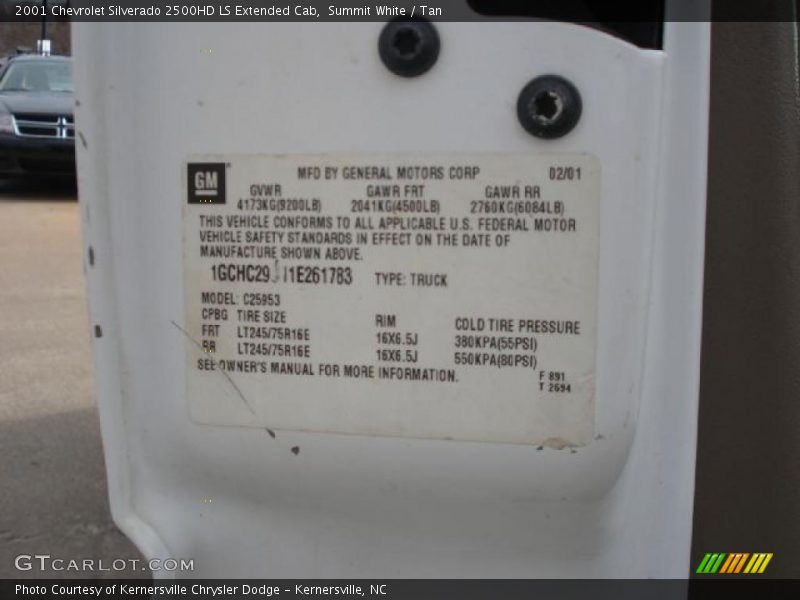 2001 Chevrolet Silverado 2500HD LS Extended Cab, Summit White / Tan
GM
MFD BY GENERAL MOTORS CORP 02/01
GVWR GAWR FRT GAWR RR
4173KG(9200LB) 2041KG(4500LB) 2760KG(6084LB)
THIS VEHICLE CONFORMS TO ALL APPLICABLE U.S. FEDERAL MOTOR
VEHICLE SAFETY STANDARDS IN EFFECT ON THE DATE OF
MANUFACTURE SHOWN ABOVE.
TYPE: TRUCK
MODEL: C25953
CPBG TIRE SIZE RIM COLD TIRE PRESSURE
FRT LT245/75R16E 16X6.5J 380KPA(55PSI)
RR LT245/75R16E 16X6.5J 550KPA(80PSI)
SEE OWNER'S MANUAL FOR MORE INFORMATION.
F 891
T 2694
GTCARLOT.COM
Photo Courtesy of Kernersville Chrysler Dodge – Kernersville, NC